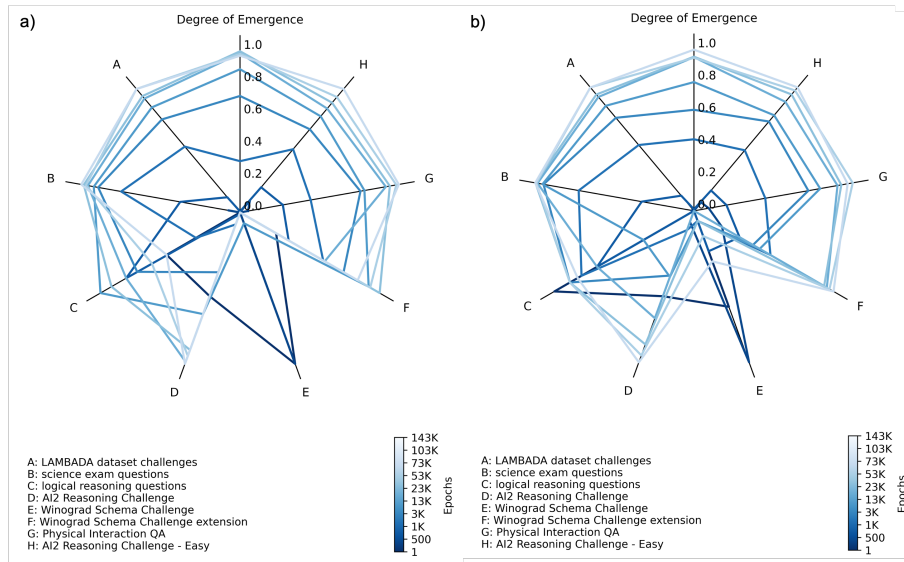 a)
Degree of Emergence
1.0
0.8
0.6
0.4
0.2
0.0
A
B
C
D
E
F
G
H
A: LAMBADA dataset challenges
B: science exam questions
C: logical reasoning questions
D: AI2 Reasoning Challenge
E: Winograd Schema Challenge
F: Winograd Schema Challenge extension
G: Physical Interaction QA
H: AI2 Reasoning Challenge - Easy
143K
103K
73K
53K
23K
13K
3K
1K
500
1
Epochs
b)
Degree of Emergence
1.0
0.8
0.6
0.4
0.2
0.0
A
B
C
D
E
F
G
H
A: LAMBADA dataset challenges
B: science exam questions
C: logical reasoning questions
D: AI2 Reasoning Challenge
E: Winograd Schema Challenge
F: Winograd Schema Challenge extension
G: Physical Interaction QA
H: AI2 Reasoning Challenge - Easy
143K
103K
73K
53K
23K
13K
3K
1K
500
1
Epochs